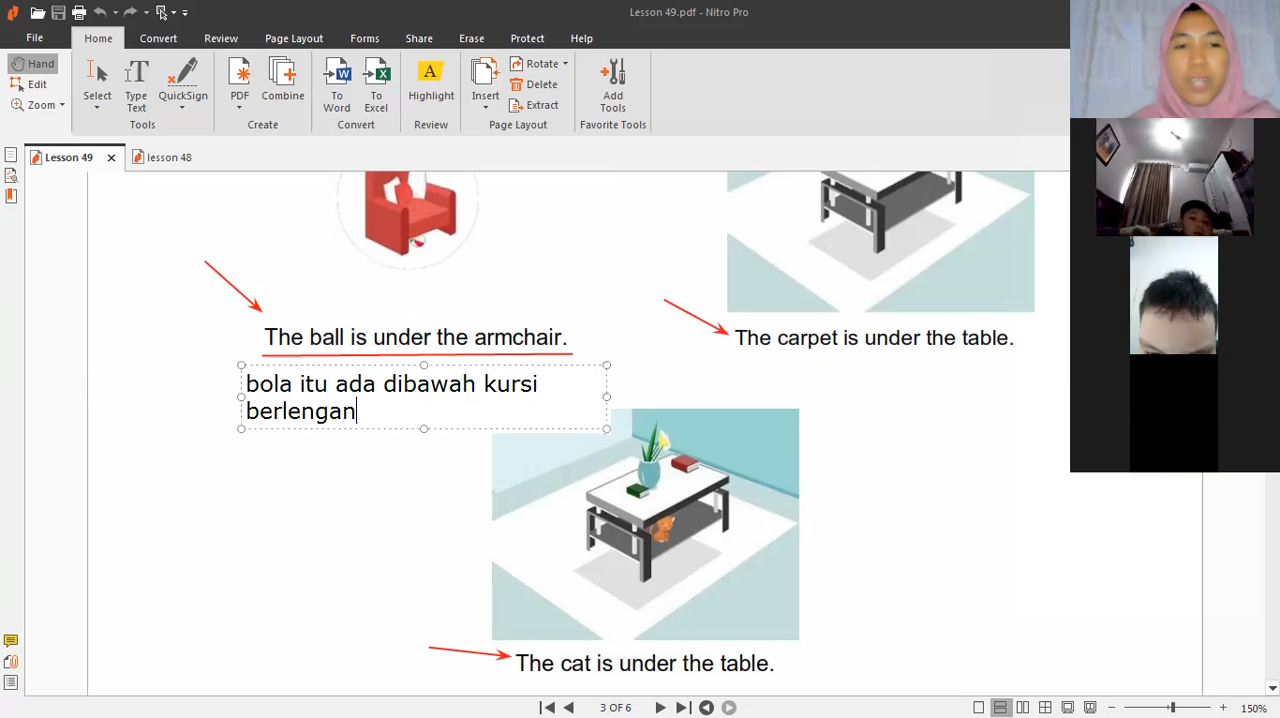 Lesson 49.pdf - Nitro Pro
File
Home
Convert
Review
Page Layout
Forms
Share
Erase
Protect
Help
Hand
Edit
Zoom
Select
Type
Text
QuickSign
PDF
Combine
To
Word
To
Excel
Highlight
Insert
Rotate
Delete
Extract
Add
Tools
Tools
Create
Convert
Review
Page Layout
Favorite Tools
Lesson 49
lesson 48
The ball is under the armchair.
The carpet is under the table.
bola itu ada dibawah kursi
berlengan
The cat is under the table.
3 OF 6
150%